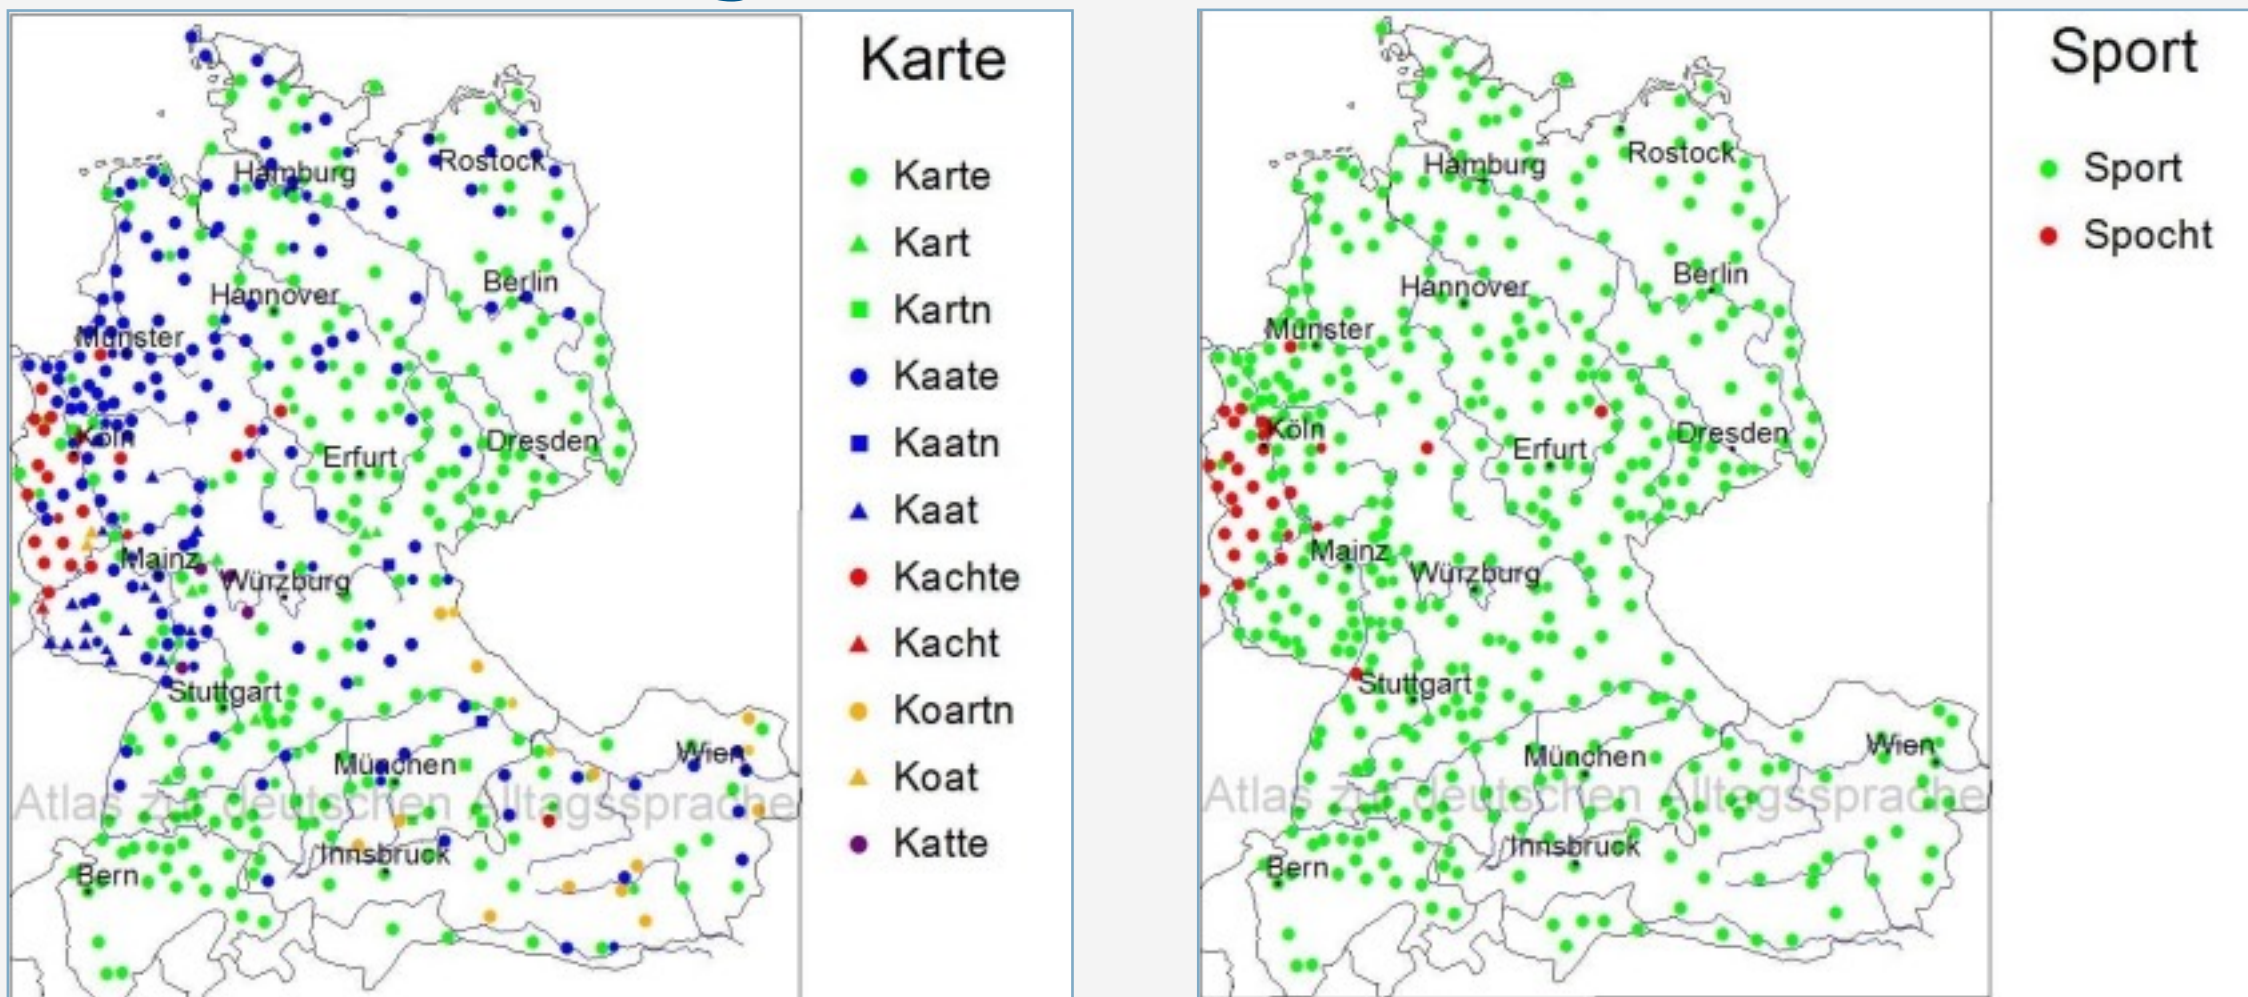 Karte
Hamburg
Rostock
Hannover
Berlin
Münster
Köln
Erfurt
Dresden
Mainz
Würzburg
Stuttgart
München
Wien
Atlas zur deutschen Alltagssprache
Innsbruck
Bern
Karte
Kart
Kartn
Kaate
Kaatn
Kaat
Kachte
Kacht
Koartn
Koat
Katte
Sport
Hamburg
Rostock
Hannover
Berlin
Münster
Köln
Erfurt
Dresden
Mainz
Würzburg
Stuttgart
München
Wien
Atlas zur deutschen Alltagssprache
Innsbruck
Bern
Sport
Spocht